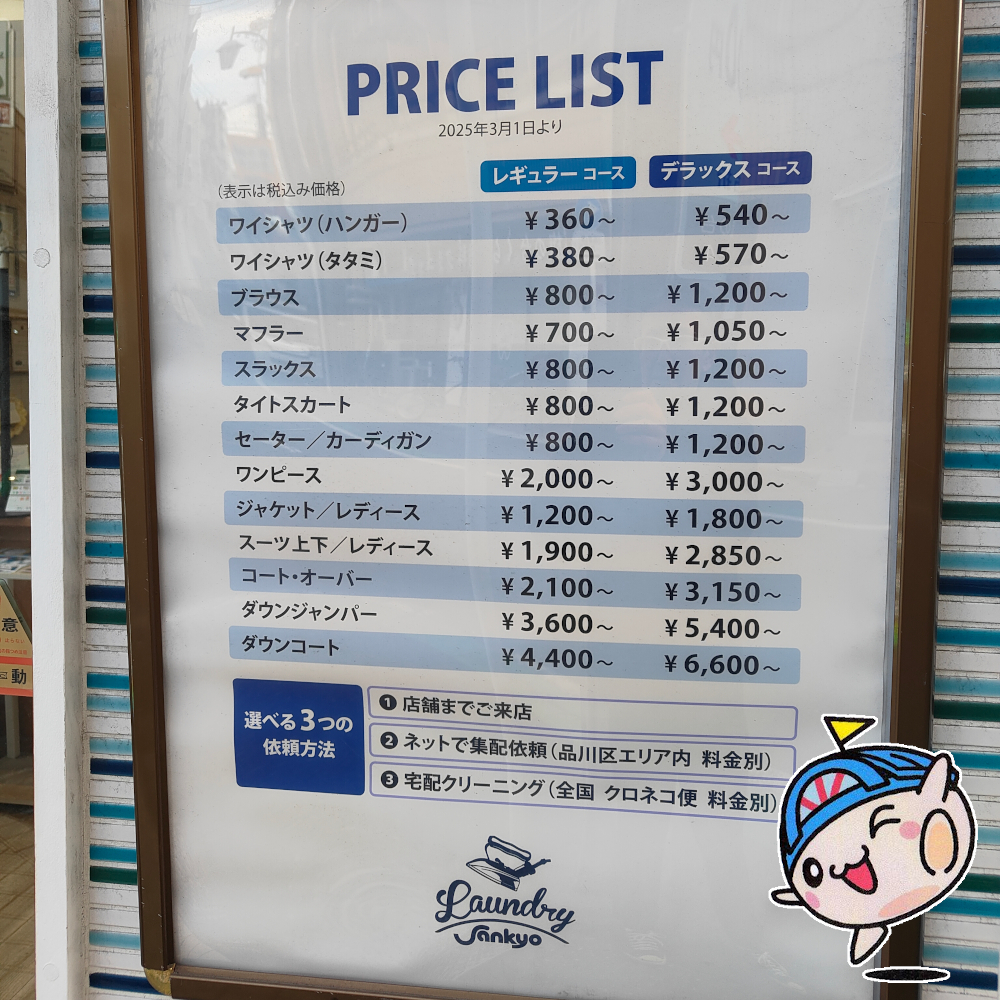 PRICE LIST
2025年3月1日より
(表示は税込み価格) レギュラー コース デラックス コース
ワイシャツ(ハンガー) ¥360～ ¥540～
ワイシャツ(タタミ) ¥380～ ¥570～
ブラウス ¥800～ ¥1,200～
マフラー ¥700～ ¥1,050～
スラックス ¥800～ ¥1,200～
タイトスカート ¥800～ ¥1,200～
セーター／カーディガン ¥800～ ¥1,200～
ワンピース ¥2,000～ ¥3,000～
ジャケット／レディース ¥1,200～ ¥1,800～
スーツ上下／レディース ¥1,900～ ¥2,850～
コート・オーバー ¥2,100～ ¥3,150～
ダウンジャンパー ¥3,600～ ¥5,400～
ダウンコート ¥4,400～ ¥6,600～
選べる3つの
依頼方法
❶ 店舗までご来店
❷ ネットで集配依頼(品川区エリア内 料金別)
❸ 宅配クリーニング(全国 クロネコ便 料金別)
Laundry
Sankyo
意
動